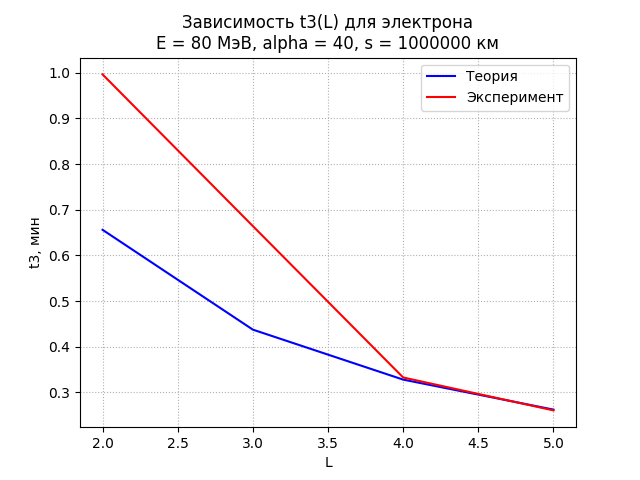 Зависимость t3(L) для электрона
E = 80 МэВ, alpha = 40, s = 1000000 км
Теория
Эксперимент
t3, мин
1.0
0.9
0.8
0.7
0.6
0.5
0.4
0.3
2.0 2.5 3.0 3.5 4.0 4.5 5.0
L